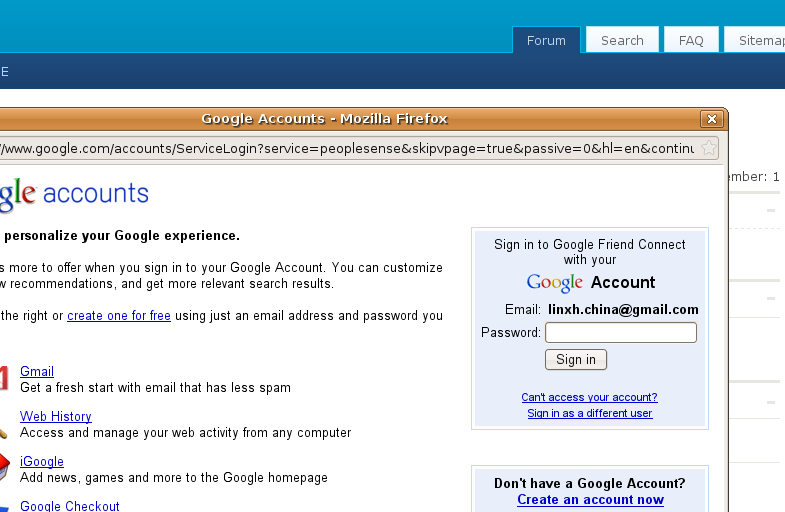 Forum
Search
FAQ
Sitemap
E
Google Accounts - Mozilla Firefox
/www.google.com/accounts/ServiceLogin?service=peoplesense&skipvpage=true&passive=0&hl=en&continu
mber: 1
gle accounts
personalize your Google experience.
s more to offer when you sign in to your Google Account. You can customize
w recommendations, and get more relevant search results.
the right or create one for free using just an email address and password you
Gmail
Get a fresh start with email that has less spam
Web History
Access and manage your web activity from any computer
iGoogle
Add news, games and more to the Google homepage
Google Checkout
Sign in to Google Friend Connect
with your
Google Account
Email: linxh.china@gmail.com
Password:
Sign in
Can't access your account?
Sign in as a different user
Don't have a Google Account?
Create an account now